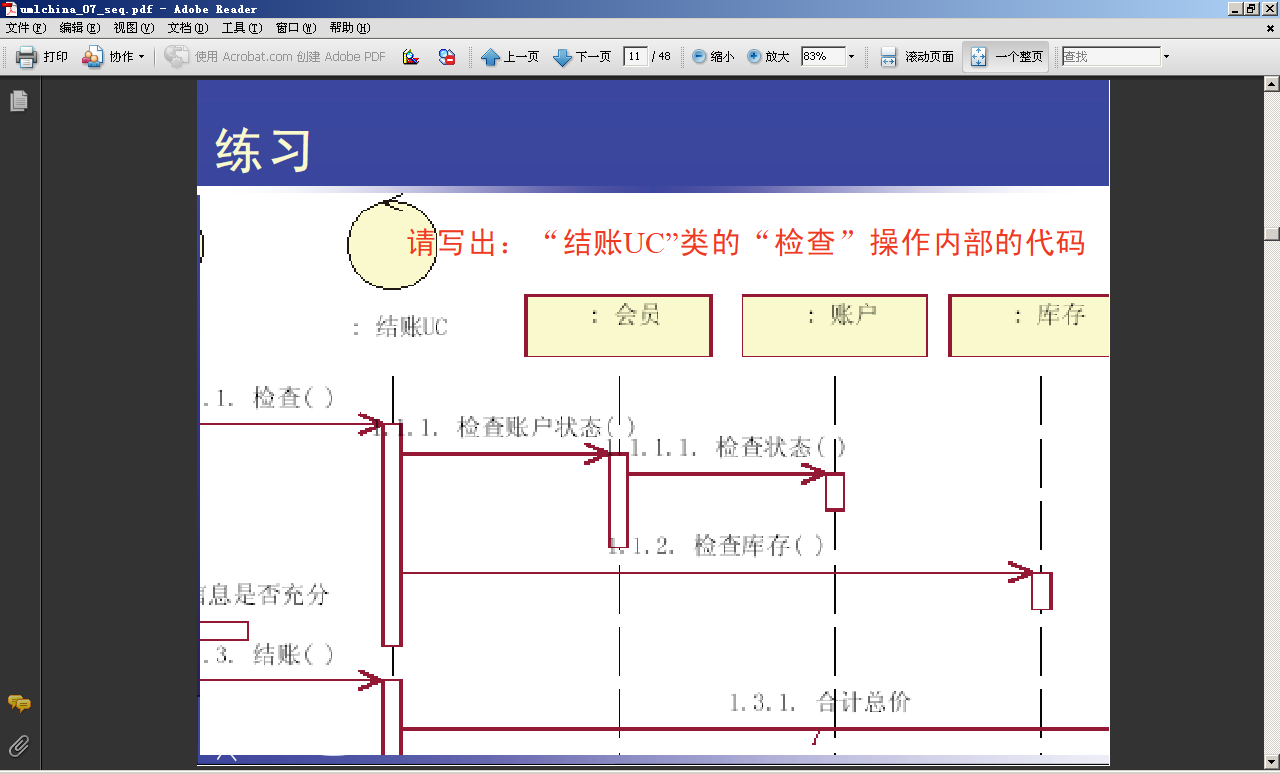 umlchina_07_seq.pdf - Adobe Reader
文件(F) 编辑(E) 视图(V) 文档(D) 工具(T) 窗口(W) 帮助(H)
打印 协作 使用 Acrobat.com 创建 Adobe PDF 上一页 下一页 11 / 48 缩小 放大 83% 滚动页面 一个整页 查找
练习
请写出：“结账UC”类的“检查”操作内部的代码
: 结账UC
: 会员
: 账户
: 库存
.1. 检查( )
1.1.1. 检查账户状态( )
1.1.1.1. 检查状态( )
1.1.2. 检查库存( )
信息是否充分
.3. 结账( )
1.3.1. 合计总价